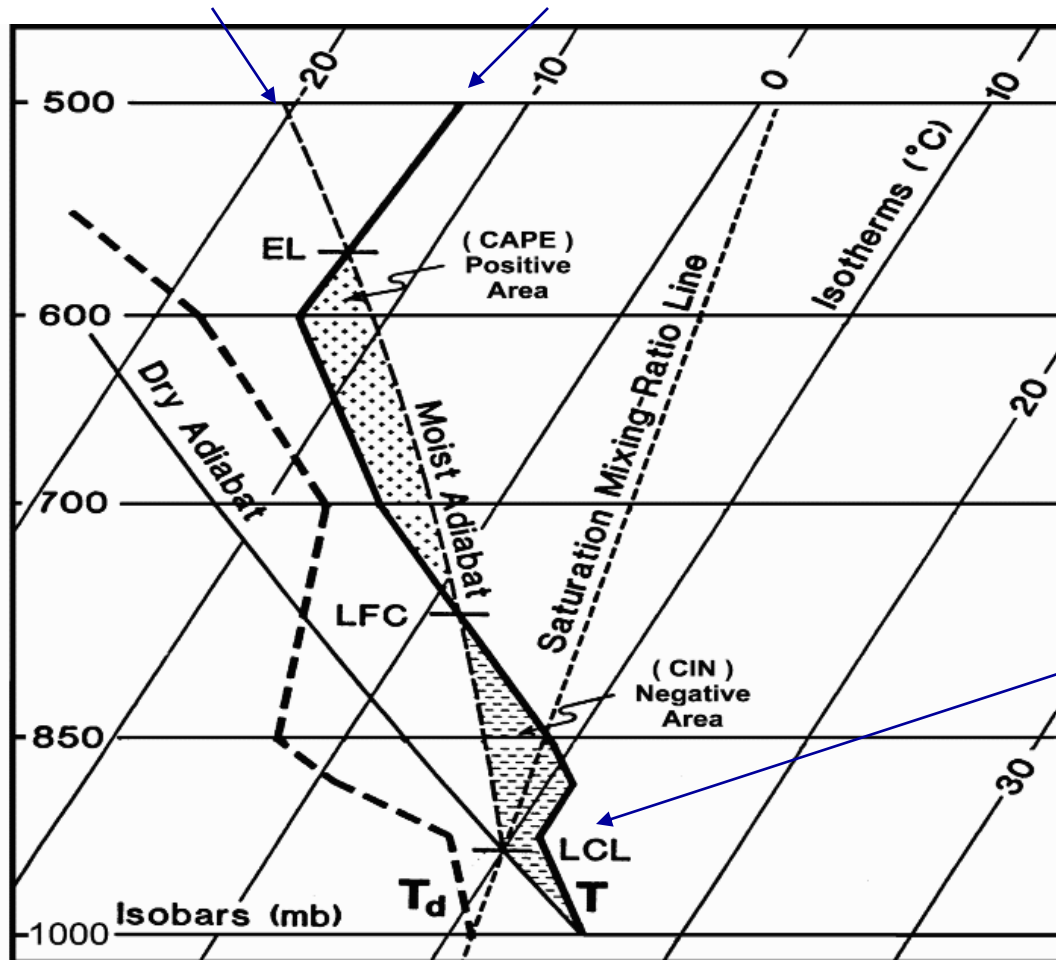 -20
-10
0
10
500
Isotherms (°C)
EL
( CAPE )
Positive
Area
600
Dry Adiabat
Moist Adiabat
Saturation Mixing-Ratio Line
20
700
LFC
( CIN )
Negative
Area
850
30
LCL
Td
T
Isobars (mb)
1000